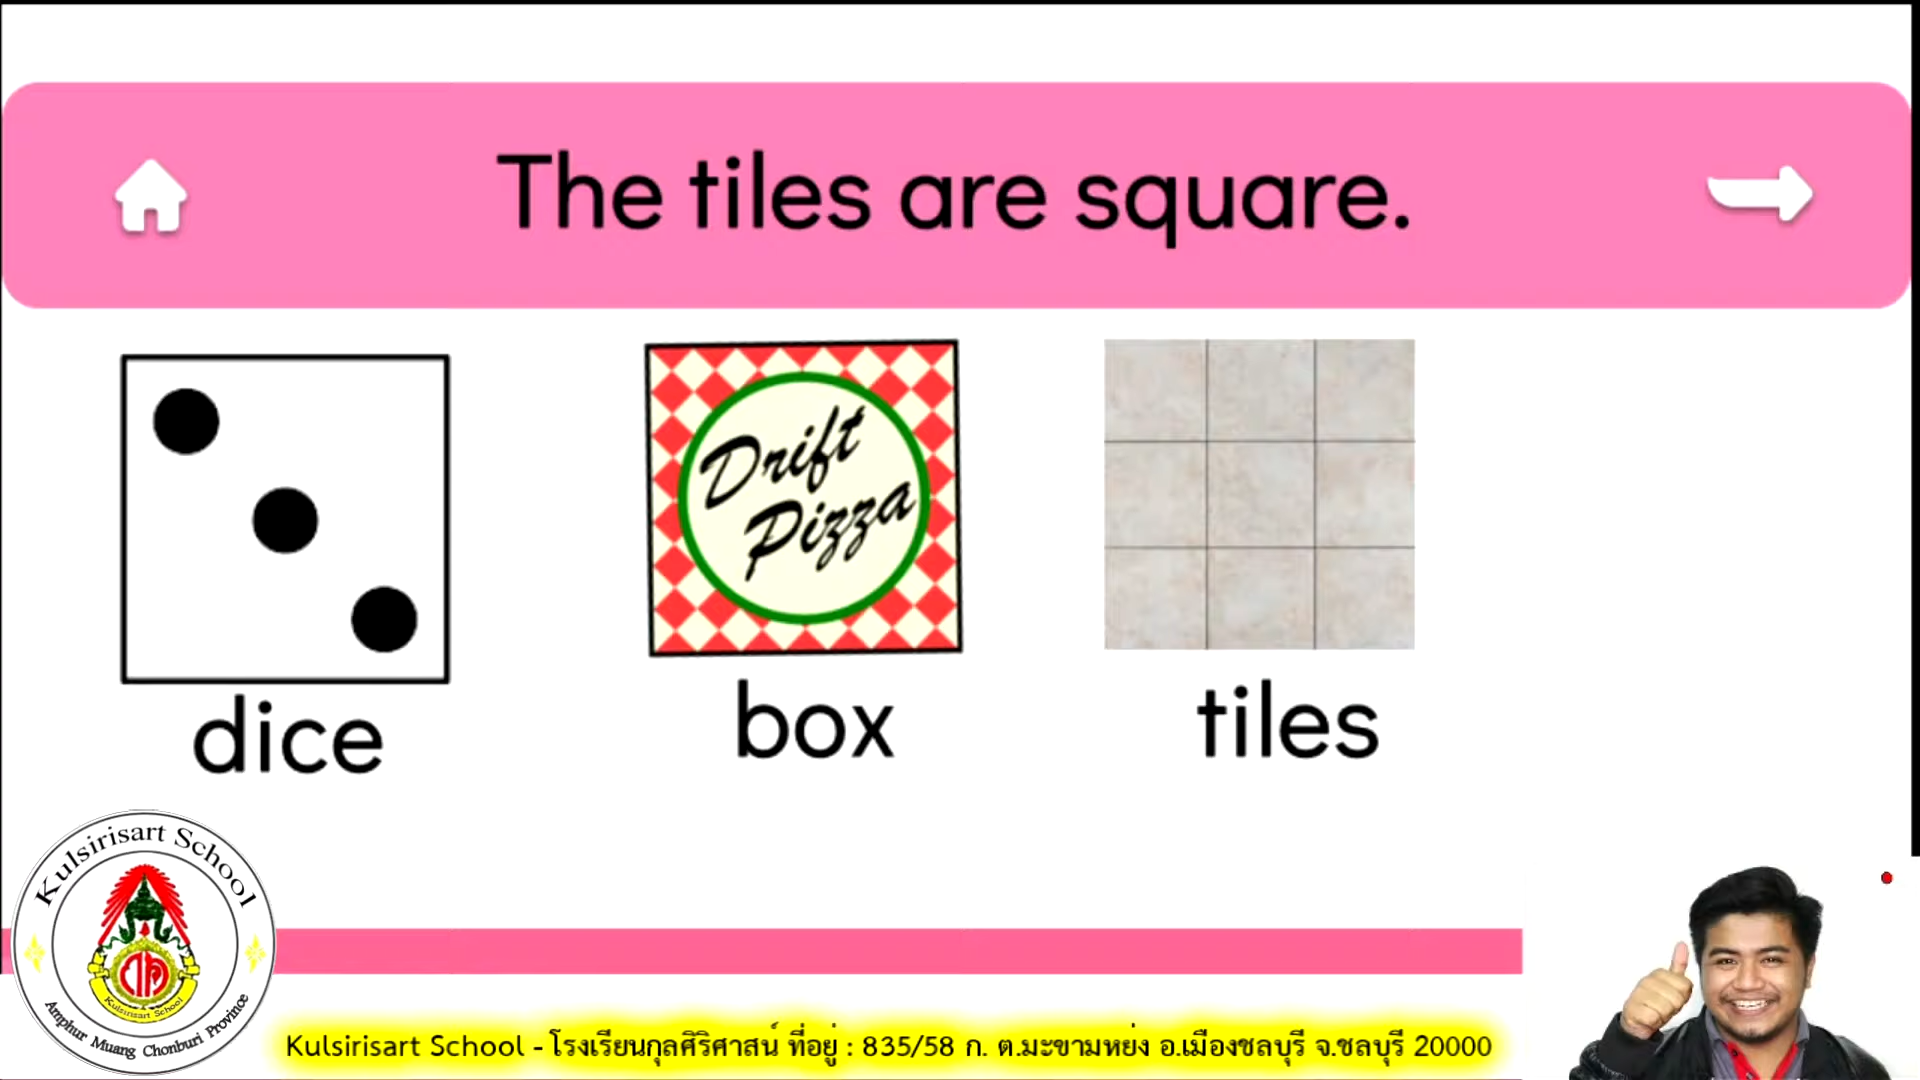 The tiles are square.
Drift
Pizza
dice
box
tiles
Kulsirisart School
Kulsirisart School
Amphur Muang Chonburi Province
Kulsirisart School - โรงเรียนกุลศิริศาสน์ ที่อยู่ : 835/58 ก. ต.มะขามหย่ง อ.เมืองชลบุรี จ.ชลบุรี 20000